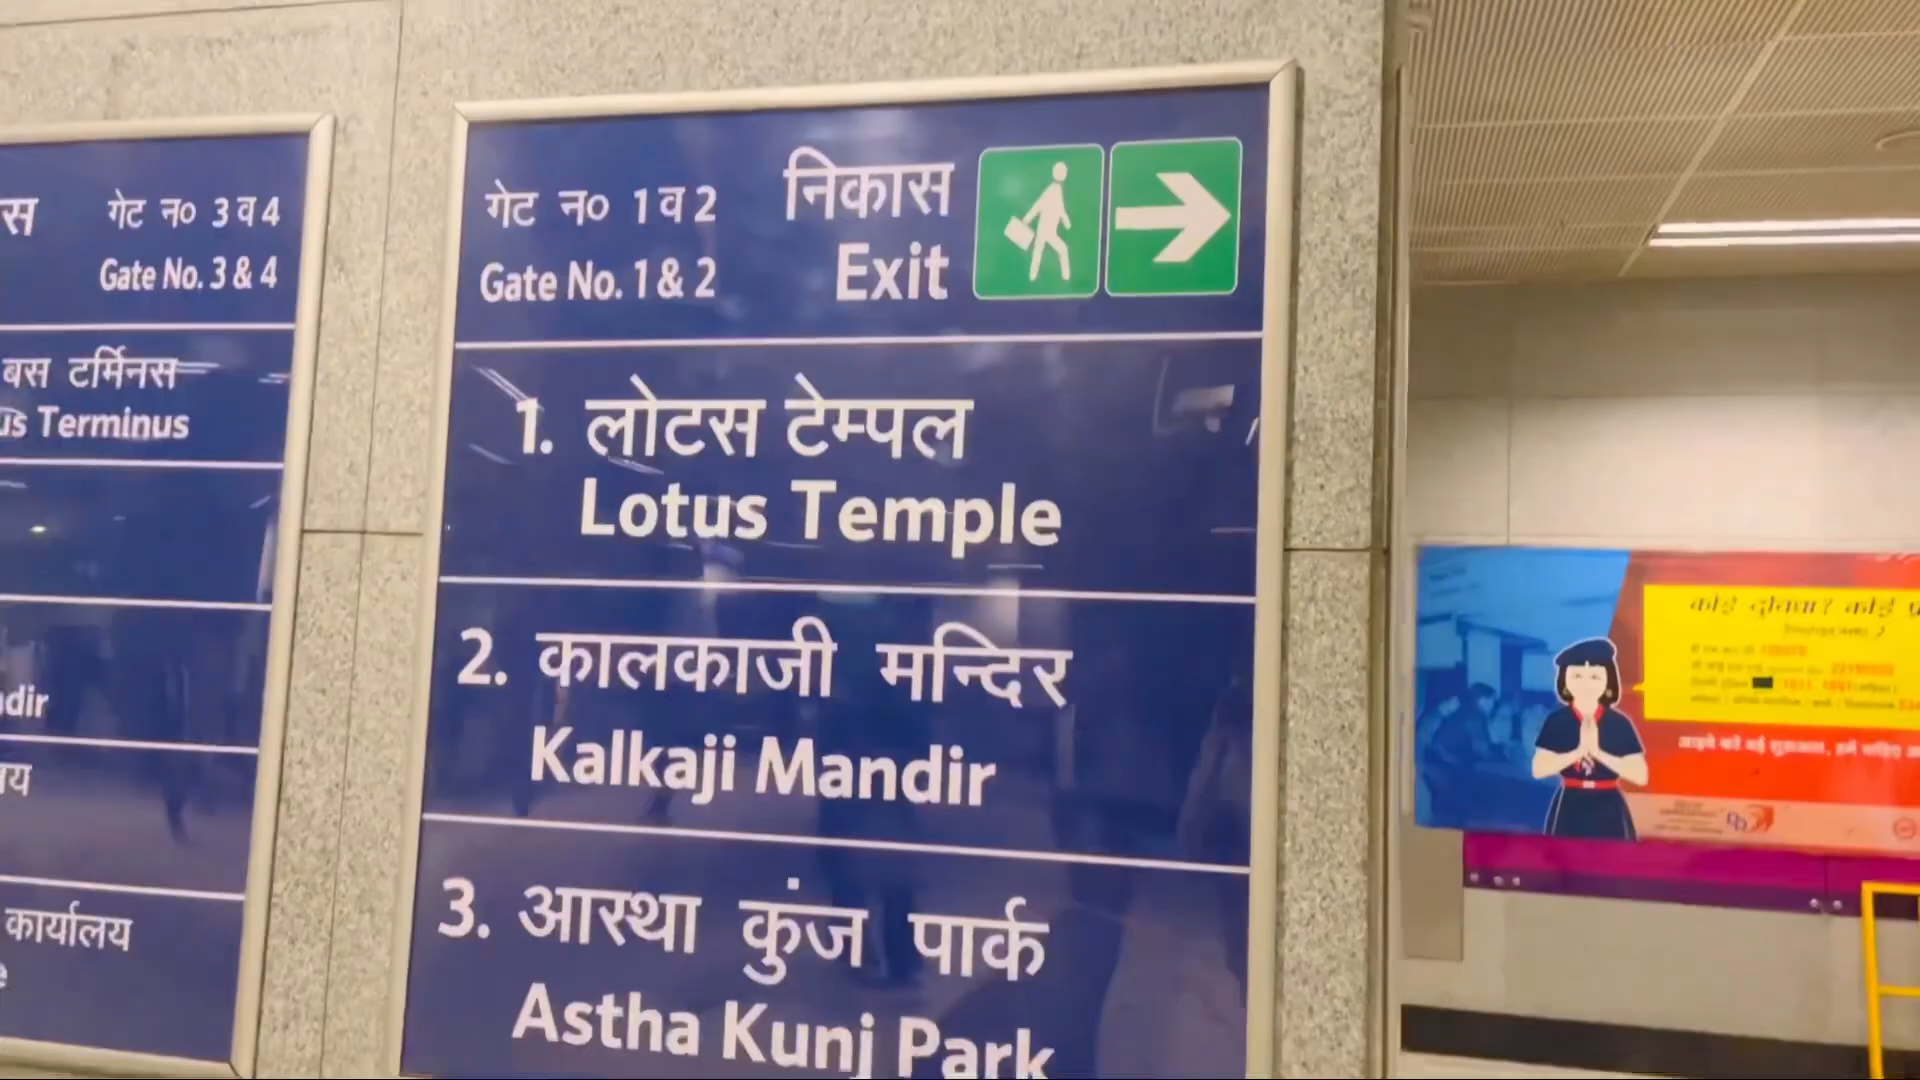 स
गेट न० 3 व 4
Gate No. 3 & 4
बस टर्मिनस
us Terminus
dir
य
कार्यालय
e
गेट न० 1 व 2
Gate No. 1 & 2
निकास
Exit
1. लोटस टेम्पल
Lotus Temple
2. कालकाजी मन्दिर
Kalkaji Mandir
3. आस्था कुंज पार्क
Astha Kunj Park
कोई दुविधा? कोई